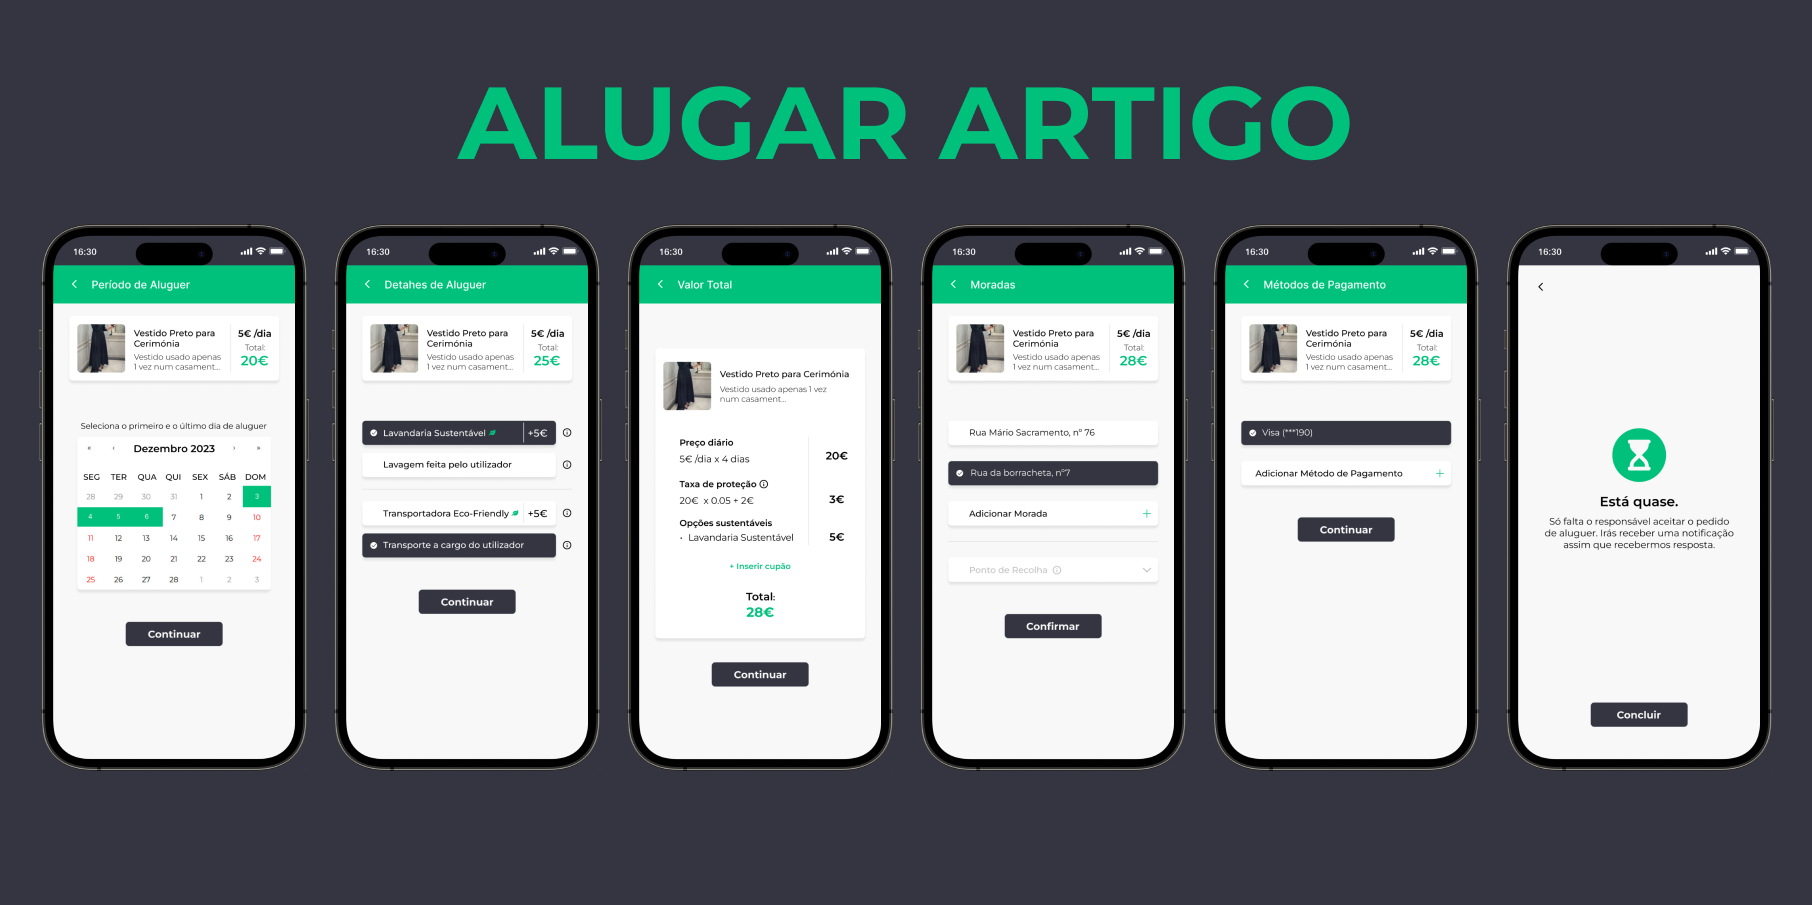 ALUGAR ARTIGO
16:30
Período de Aluguer
Vestido Preto para
Cerimónia
Vestido usado apenas
1 vez num casament...
5€ /dia
Total:
20€
Seleciona o primeiro e o último dia de aluguer
« ‹ Dezembro 2023 › »
SEG TER QUA QUI SEX SÁB DOM
28 29 30 31 1 2 3
4 5 6 7 8 9 10
11 12 13 14 15 16 17
18 19 20 21 22 23 24
25 26 27 28 1 2 3
Continuar
16:30
Detahes de Aluguer
Vestido Preto para
Cerimónia
Vestido usado apenas
1 vez num casament...
5€ /dia
Total:
25€
Lavandaria Sustentável +5€
Lavagem feita pelo utilizador
Transportadora Eco-Friendly +5€
Transporte a cargo do utilizador
Continuar
16:30
Valor Total
Vestido Preto para Cerimónia
Vestido usado apenas 1 vez
num casament...
Preço diário
5€ /dia x 4 dias 20€
Taxa de proteção
20€ x 0.05 + 2€ 3€
Opções sustentáveis
• Lavandaria Sustentável 5€
+ Inserir cupão
Total:
28€
Continuar
16:30
Moradas
Vestido Preto para
Cerimónia
Vestido usado apenas
1 vez num casament...
5€ /dia
Total:
28€
Rua Mário Sacramento, nº 76
Rua da borracheta, nº7
Adicionar Morada +
Ponto de Recolha
Confirmar
16:30
Métodos de Pagamento
Vestido Preto para
Cerimónia
Vestido usado apenas
1 vez num casament...
5€ /dia
Total:
28€
Visa (***190)
Adicionar Método de Pagamento +
Continuar
16:30
Está quase.
Só falta o responsável aceitar o pedido
de aluguer. Irás receber uma notificação
assim que recebermos resposta.
Concluir